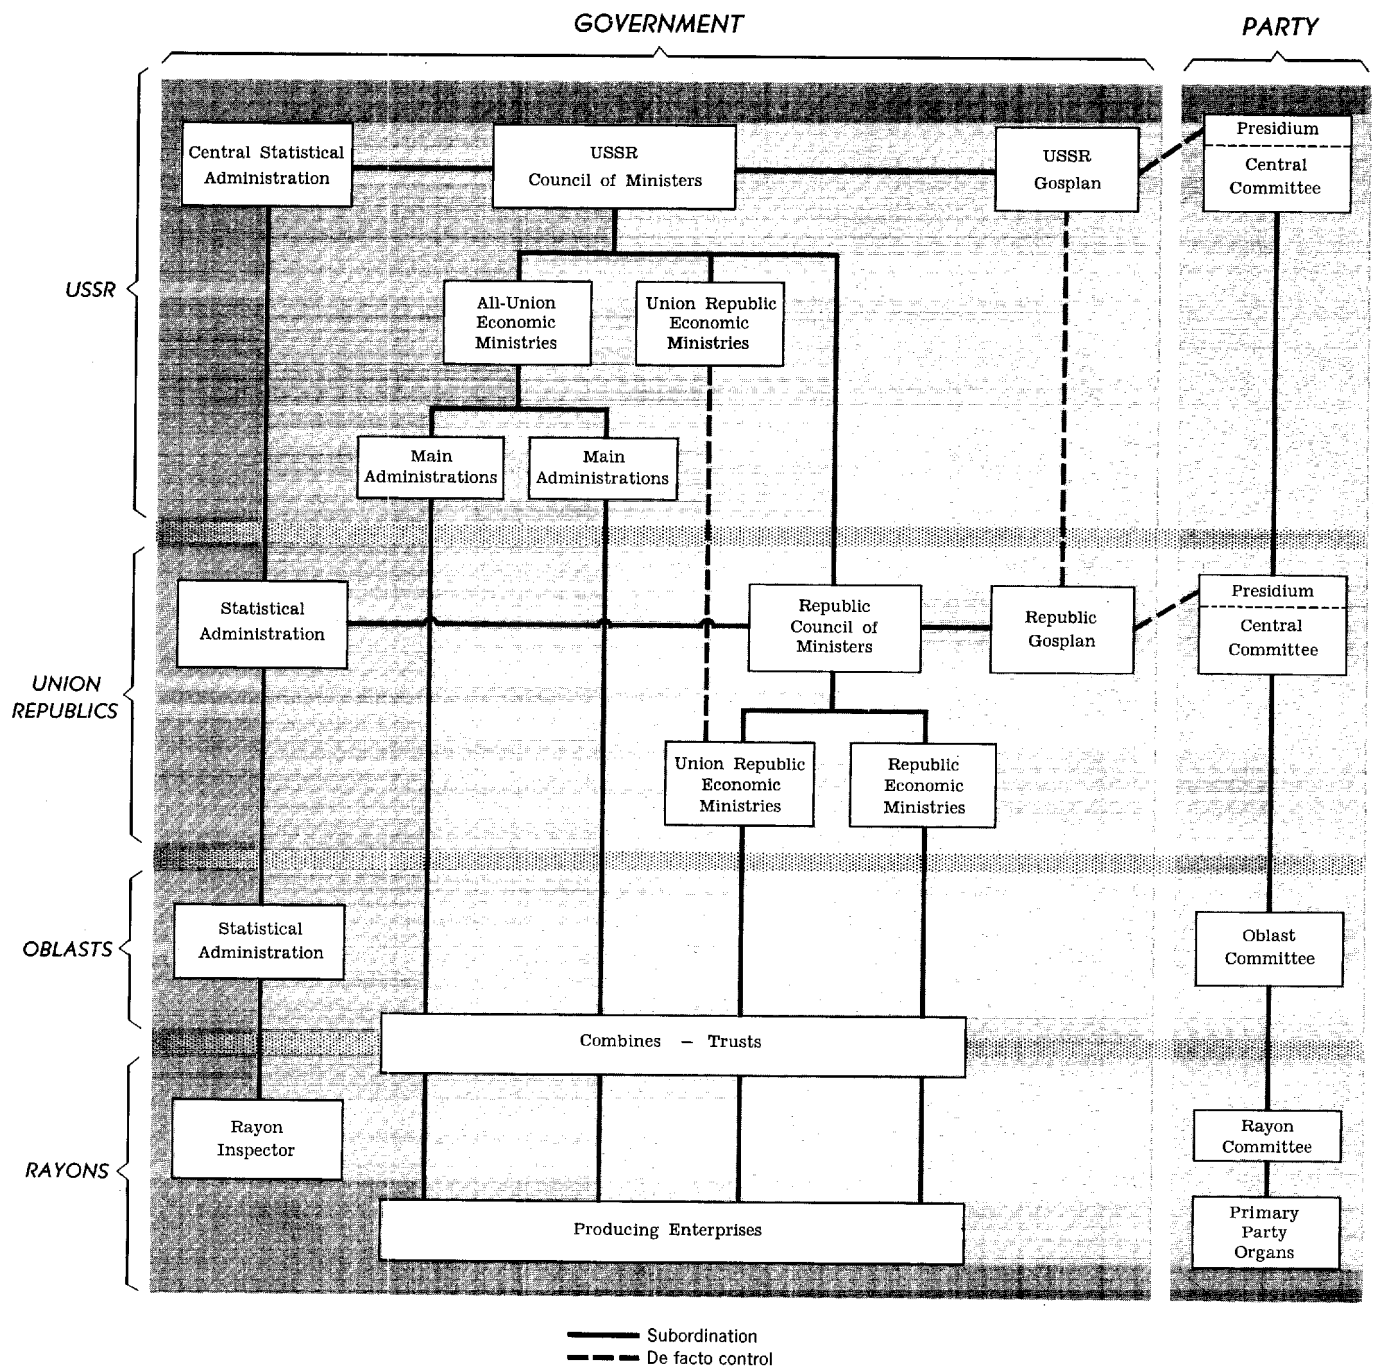 GOVERNMENT
PARTY
USSR
Central Statistical
Administration
USSR
Council of Ministers
USSR
Gosplan
Presidium
Central
Committee
All-Union
Economic
Ministries
Union Republic
Economic
Ministries
Main
Administrations
Main
Administrations
UNION
REPUBLICS
Statistical
Administration
Republic
Council of
Ministers
Republic
Gosplan
Presidium
Central
Committee
Union Republic
Economic
Ministries
Republic
Economic
Ministries
OBLASTS
Statistical
Administration
Oblast
Committee
Combines – Trusts
RAYONS
Rayon
Inspector
Rayon
Committee
Producing Enterprises
Primary
Party
Organs
Subordination
De facto control